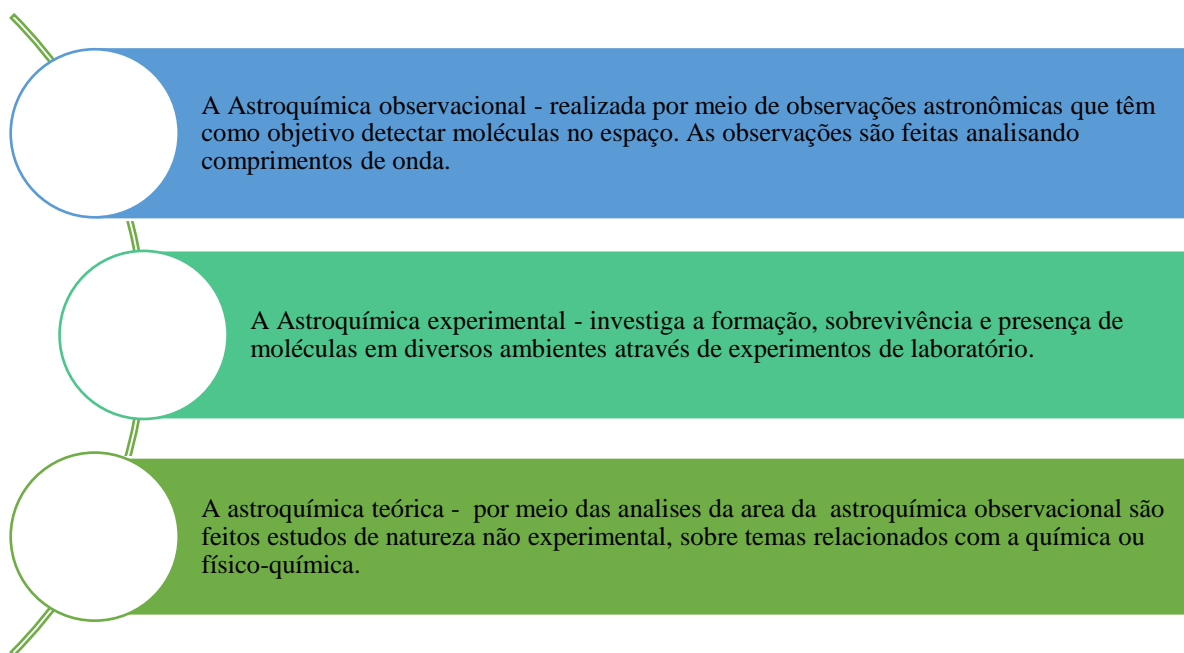 A Astroquímica observacional - realizada por meio de observações astronômicas que têm
como objetivo detectar moléculas no espaço. As observações são feitas analisando
comprimentos de onda.
A Astroquímica experimental - investiga a formação, sobrevivência e presença de
moléculas em diversos ambientes através de experimentos de laboratório.
A astroquímica teórica - por meio das analises da area da astroquímica observacional são
feitos estudos de natureza não experimental, sobre temas relacionados com a química ou
físico-química.